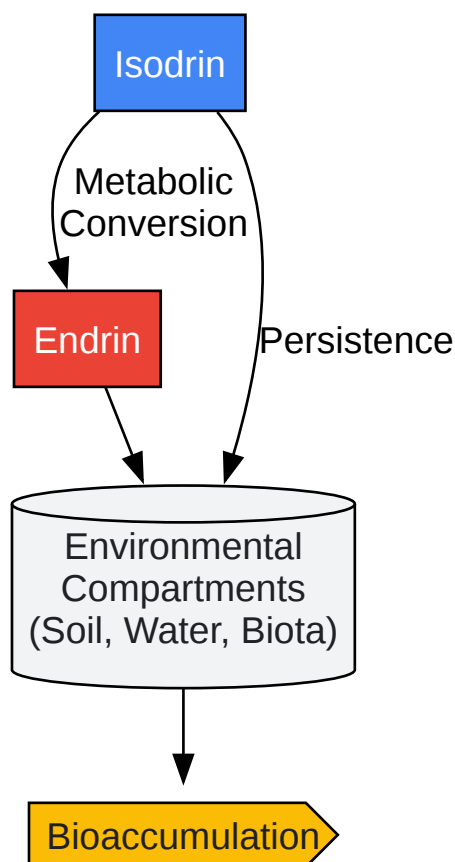 Isodrin
Metabolic
Conversion
Endrin
Persistence
Environmental
Compartments
(Soil, Water, Biota)
Bioaccumulation